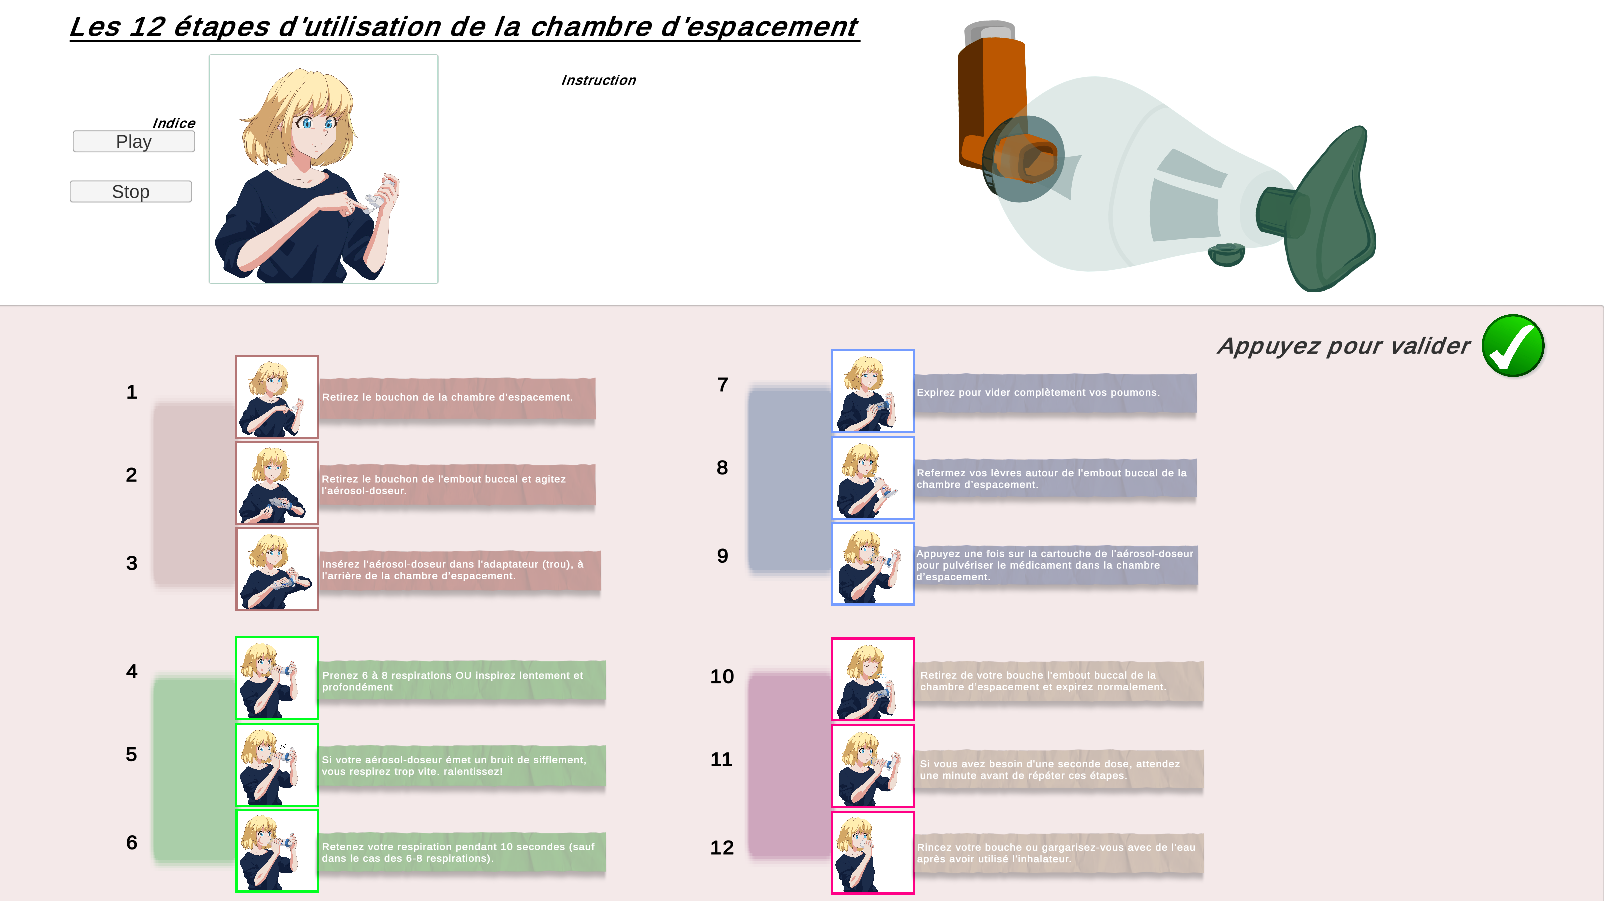 Les 12 étapes d'utilisation de la chambre d'espacement
Instruction
Indice
Play
Stop
Appuyez pour valider
1
Retirez le bouchon de la chambre d'espacement.
2
Retirez le bouchon de l'embout buccal et agitez
l'aérosol-doseur.
3
Insérez l'aérosol-doseur dans l'adaptateur (trou), à
l'arrière de la chambre d'espacement.
4
Prenez 6 à 8 respirations OU inspirez lentement et
profondément
5
Si votre aérosol-doseur émet un bruit de sifflement,
vous respirez trop vite. ralentissez!
6
Retenez votre respiration pendant 10 secondes (sauf
dans le cas des 6-8 respirations).
7
Expirez pour vider complètement vos poumons.
8
Refermez vos lèvres autour de l'embout buccal de la
chambre d'espacement.
9
Appuyez une fois sur la cartouche de l'aérosol-doseur
pour pulvériser le médicament dans la chambre
d'espacement.
10
Retirez de votre bouche l'embout buccal de la
chambre d'espacement et expirez normalement.
11
Si vous avez besoin d'une seconde dose, attendez
une minute avant de répéter ces étapes.
12
Rincez votre bouche ou gargarisez-vous avec de l'eau
après avoir utilisé l'inhalateur.